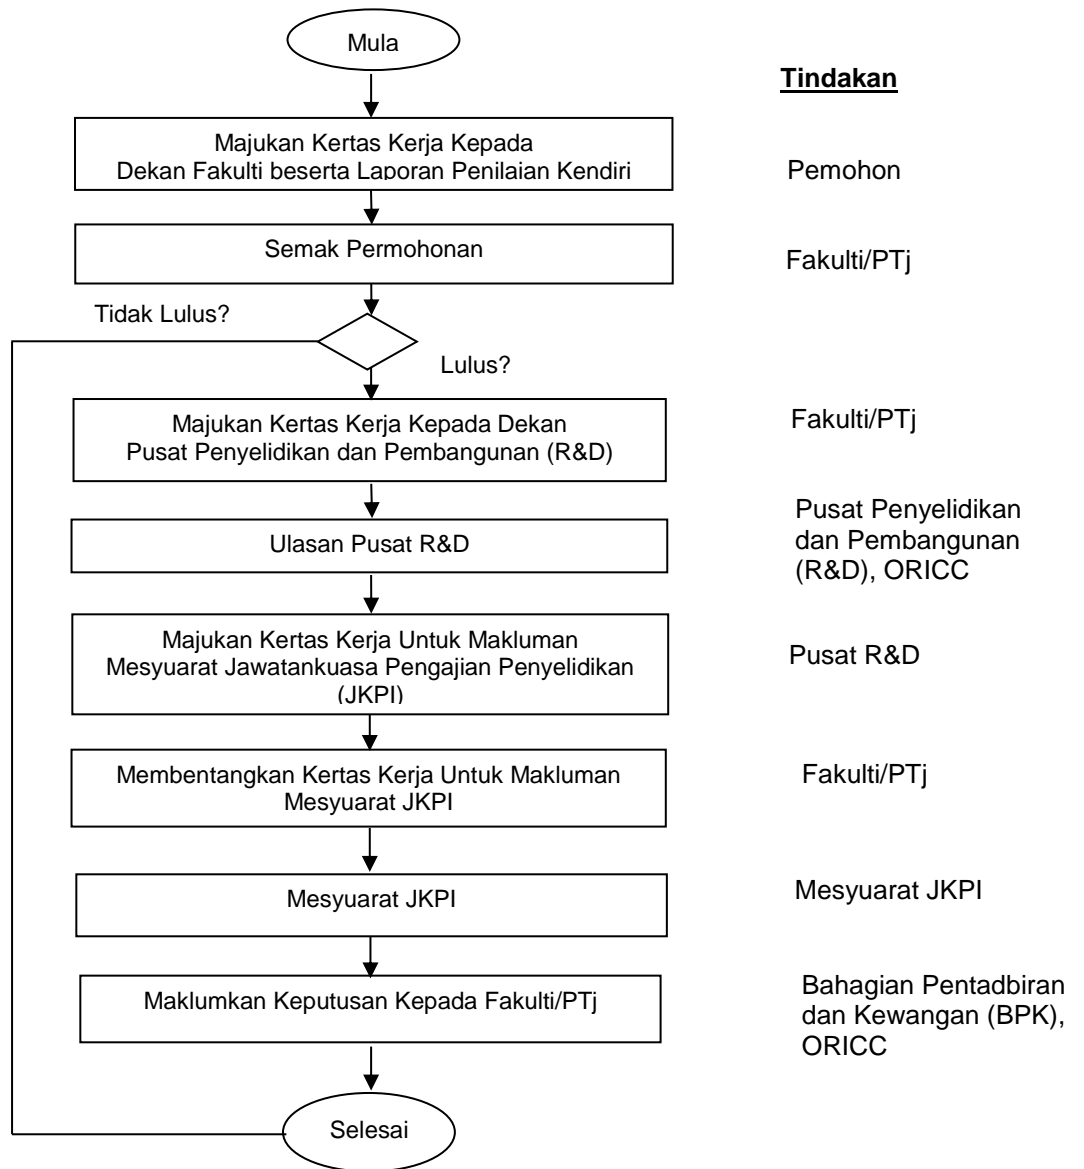 Mula
Tindakan
Majukan Kertas Kerja Kepada
Dekan Fakulti beserta Laporan Penilaian Kendiri
Pemohon
Semak Permohonan
Fakulti/PTj
Tidak Lulus?
Lulus?
Majukan Kertas Kerja Kepada Dekan
Pusat Penyelidikan dan Pembangunan (R&D)
Fakulti/PTj
Ulasan Pusat R&D
Pusat Penyelidikan
dan Pembangunan
(R&D), ORICC
Majukan Kertas Kerja Untuk Makluman
Mesyuarat Jawatankuasa Pengajian Penyelidikan
(JKPI)
Pusat R&D
Membentangkan Kertas Kerja Untuk Makluman
Mesyuarat JKPI
Fakulti/PTj
Mesyuarat JKPI
Mesyuarat JKPI
Maklumkan Keputusan Kepada Fakulti/PTj
Bahagian Pentadbiran
dan Kewangan (BPK),
ORICC
Selesai